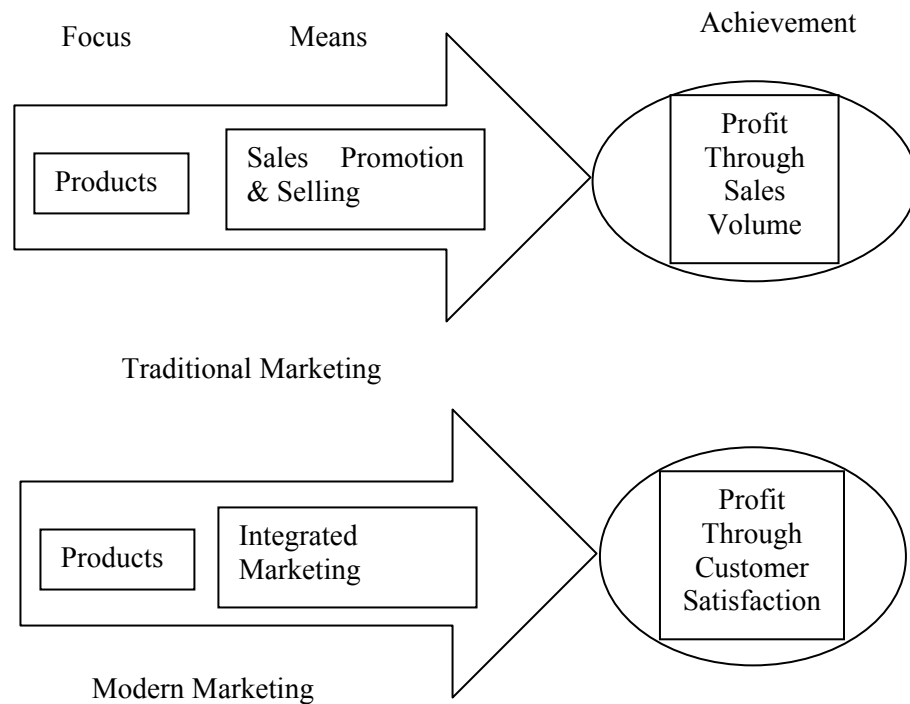 Focus
Means
Achievement
Products
Sales Promotion
& Selling
Profit
Through
Sales
Volume
Traditional Marketing
Products
Integrated
Marketing
Profit
Through
Customer
Satisfaction
Modern Marketing